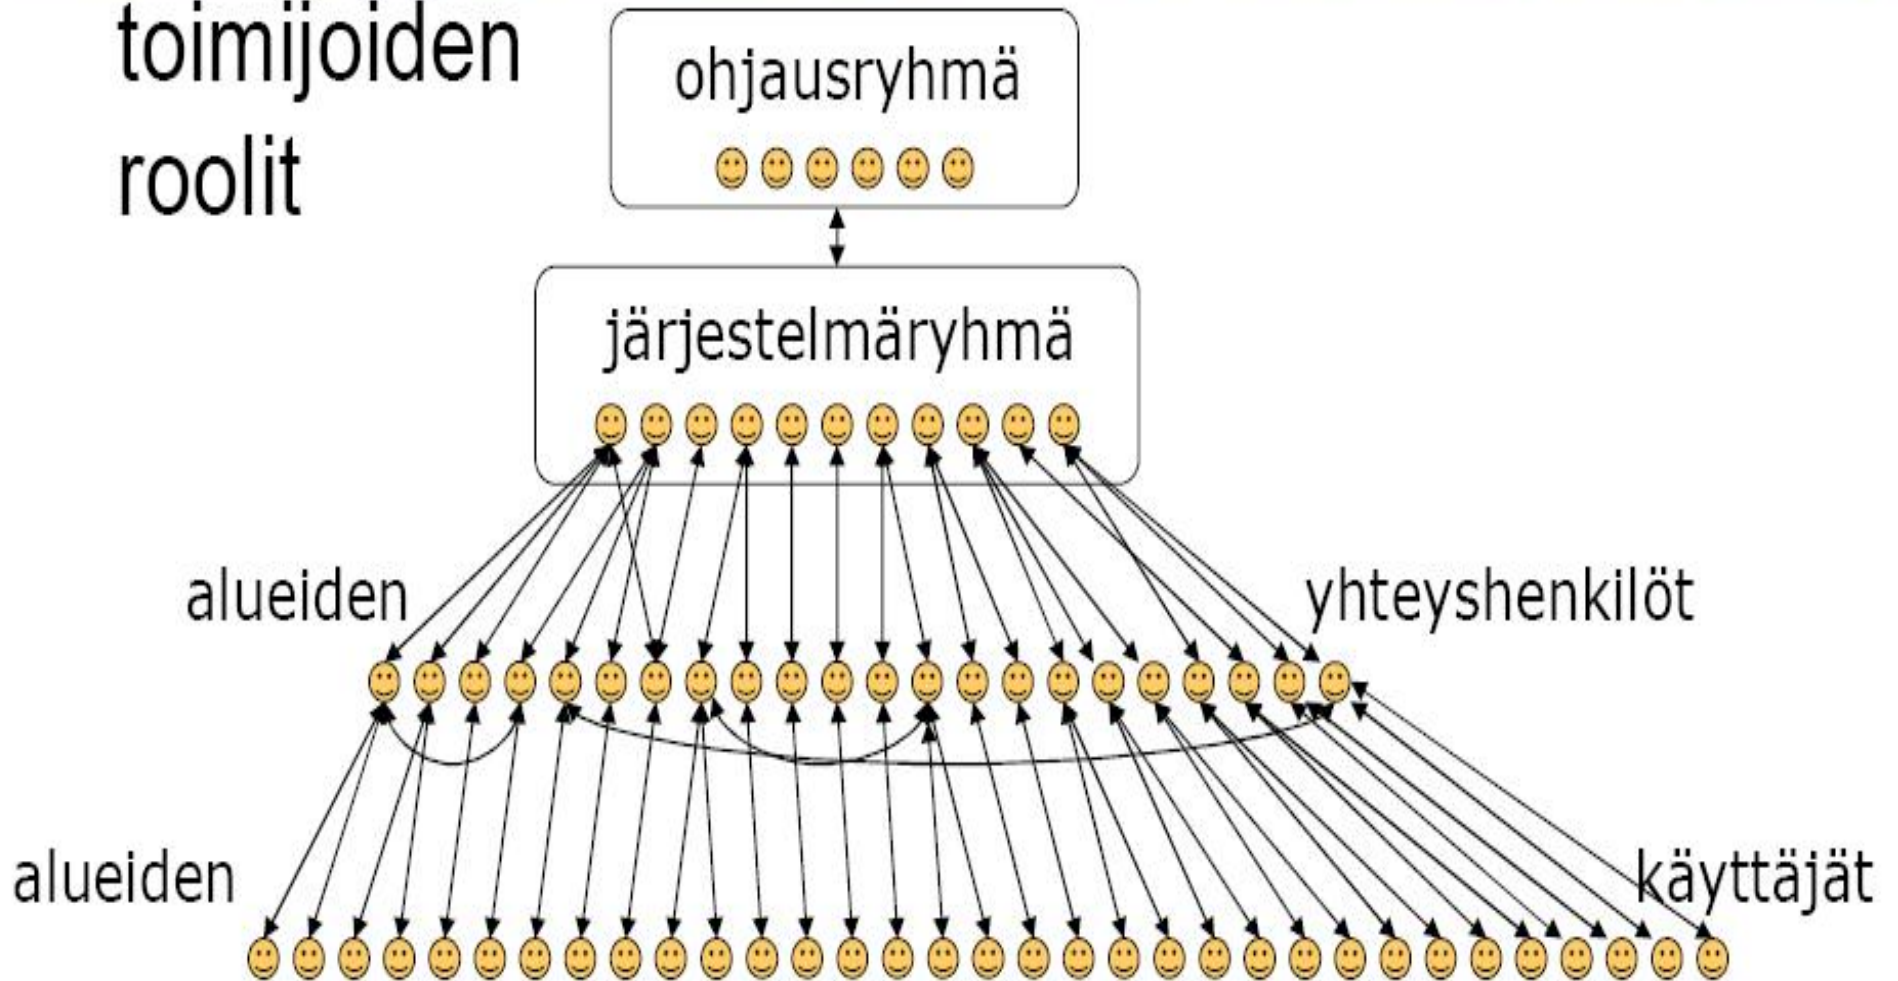 toimijoiden
roolit
ohjausryhmä
järjestelmäryhmä
alueiden yhteyshenkilöt
alueiden käyttäjät